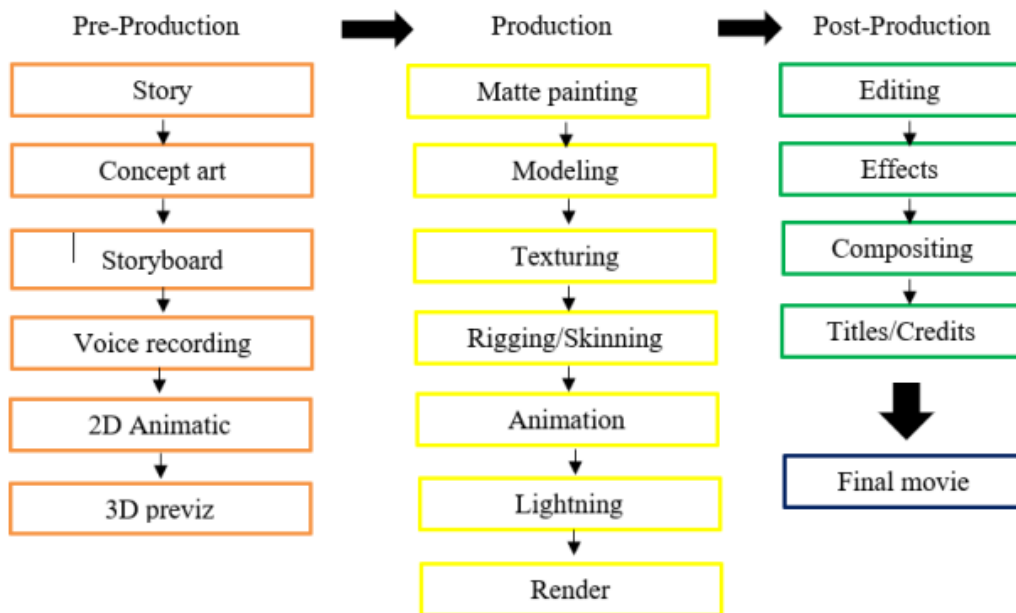 Pre-Production
Production
Post-Production
Story
Concept art
Storyboard
Voice recording
2D Animatic
3D previz
Matte painting
Modeling
Texturing
Rigging/Skinning
Animation
Lightning
Render
Editing
Effects
Compositing
Titles/Credits
Final movie